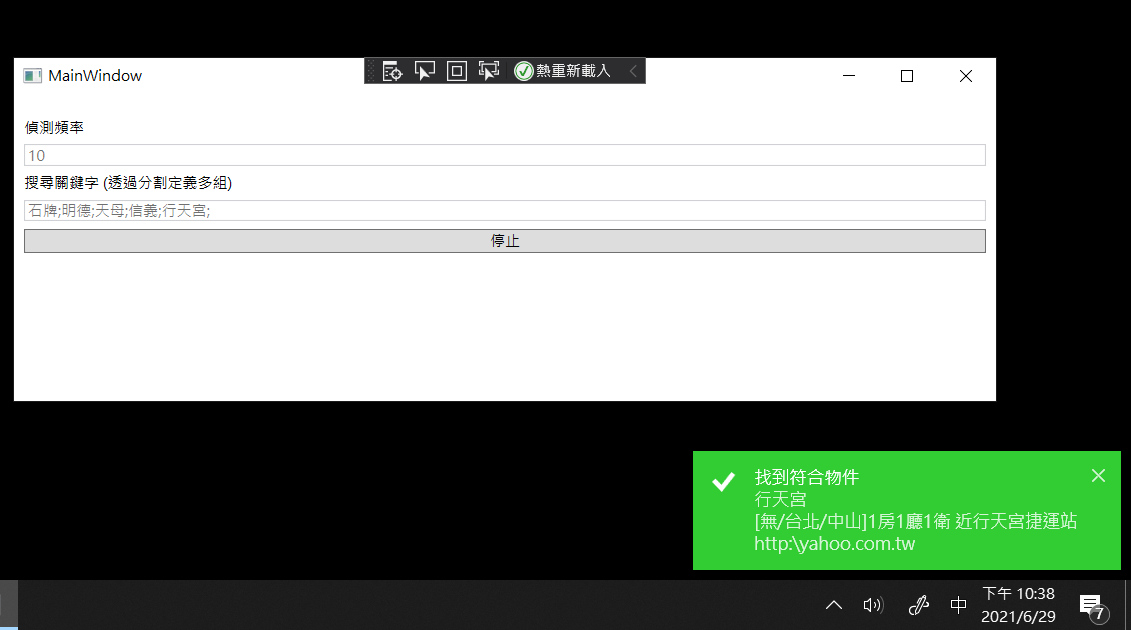 MainWindow
熱重新載入
偵測頻率
10
搜尋關鍵字 (透過分割定義多組)
石牌;明德;天母;信義;行天宮;
停止
找到符合物件
行天宮
[無/台北/中山]1房1廳1衛 近行天宮捷運站
http:\yahoo.com.tw
中
下午 10:38
2021/6/29
7